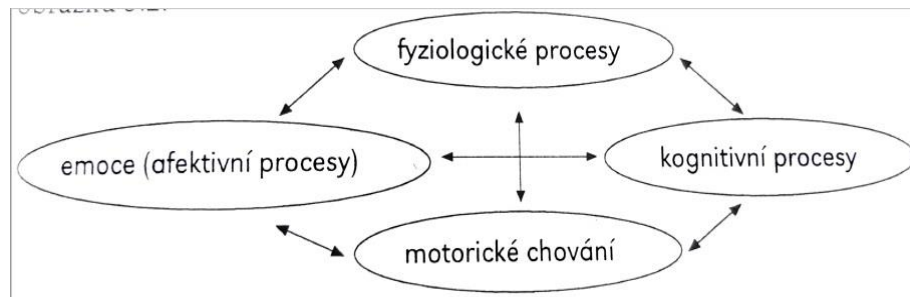 fyziologické procesy
emoce (afektivní procesy)
kognitivní procesy
motorické chování